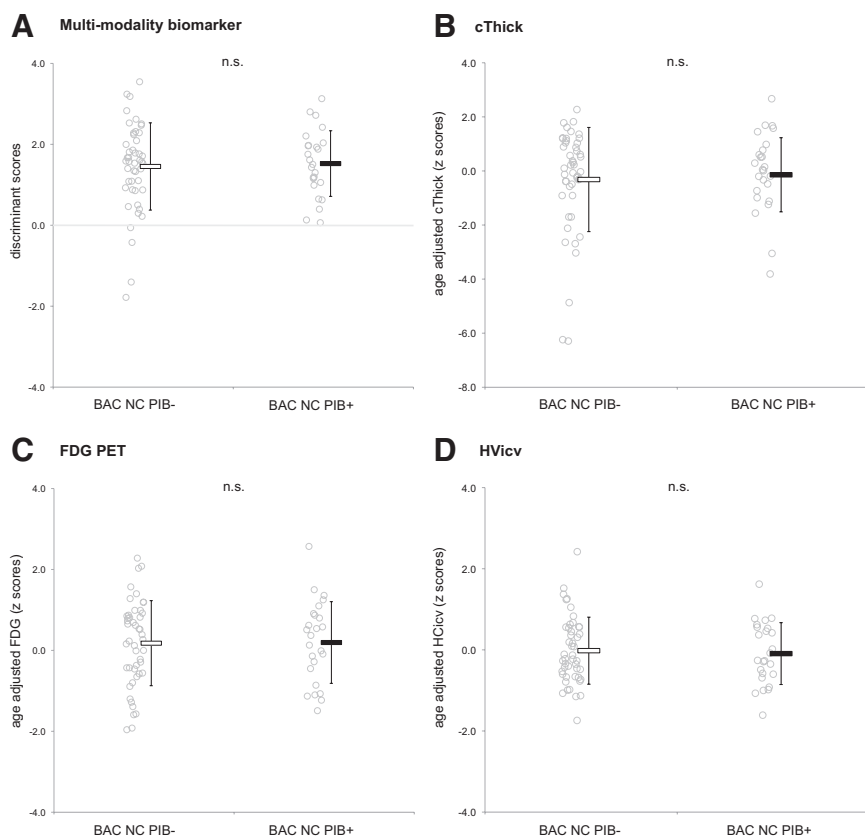 A Multi-modality biomarker
n.s.
discriminant scores
4.0
2.0
0.0
-2.0
-4.0
BAC NC PIB- BAC NC PIB+
B cThick
n.s.
age adjusted cThick (z scores)
4.0
2.0
0.0
-2.0
-4.0
-6.0
-8.0
BAC NC PIB- BAC NC PIB+
C FDG PET
n.s.
age adjusted FDG (z scores)
4.0
2.0
0.0
-2.0
-4.0
BAC NC PIB- BAC NC PIB+
D HVicv
n.s.
age adjusted HCicv (z scores)
4.0
2.0
0.0
-2.0
-4.0
BAC NC PIB- BAC NC PIB+